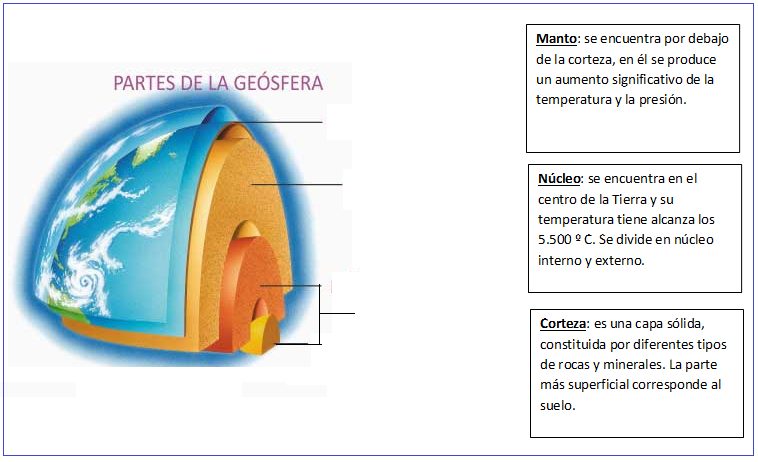 PARTES DE LA GEÓSFERA
Manto: se encuentra por debajo
de la corteza, en él se produce
un aumento significativo de la
temperatura y la presión.
Núcleo: se encuentra en el
centro de la Tierra y su
temperatura tiene alcanza los
5.500 º C. Se divide en núcleo
interno y externo.
Corteza: es una capa sólida,
constituida por diferentes tipos
de rocas y minerales. La parte
más superficial corresponde al
suelo.